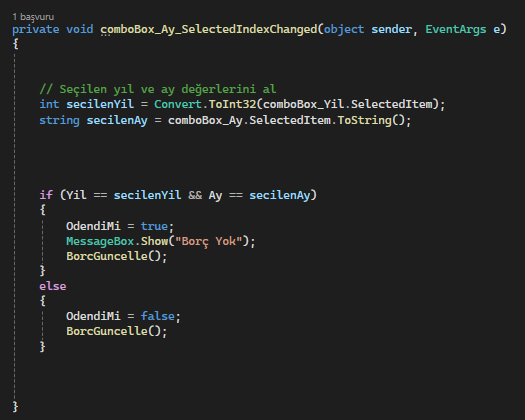 1 başvuru
private void comboBox_Ay_SelectedIndexChanged(object sender, EventArgs e)
{
// Seçilen yıl ve ay değerlerini al
int secilenYil = Convert.ToInt32(comboBox_Yil.SelectedItem);
string secilenAy = comboBox_Ay.SelectedItem.ToString();
if (Yil == secilenYil && Ay == secilenAy)
{
OdendiMi = true;
MessageBox.Show("Borç Yok");
BorcGuncelle();
}
else
{
OdendiMi = false;
BorcGuncelle();
}
}